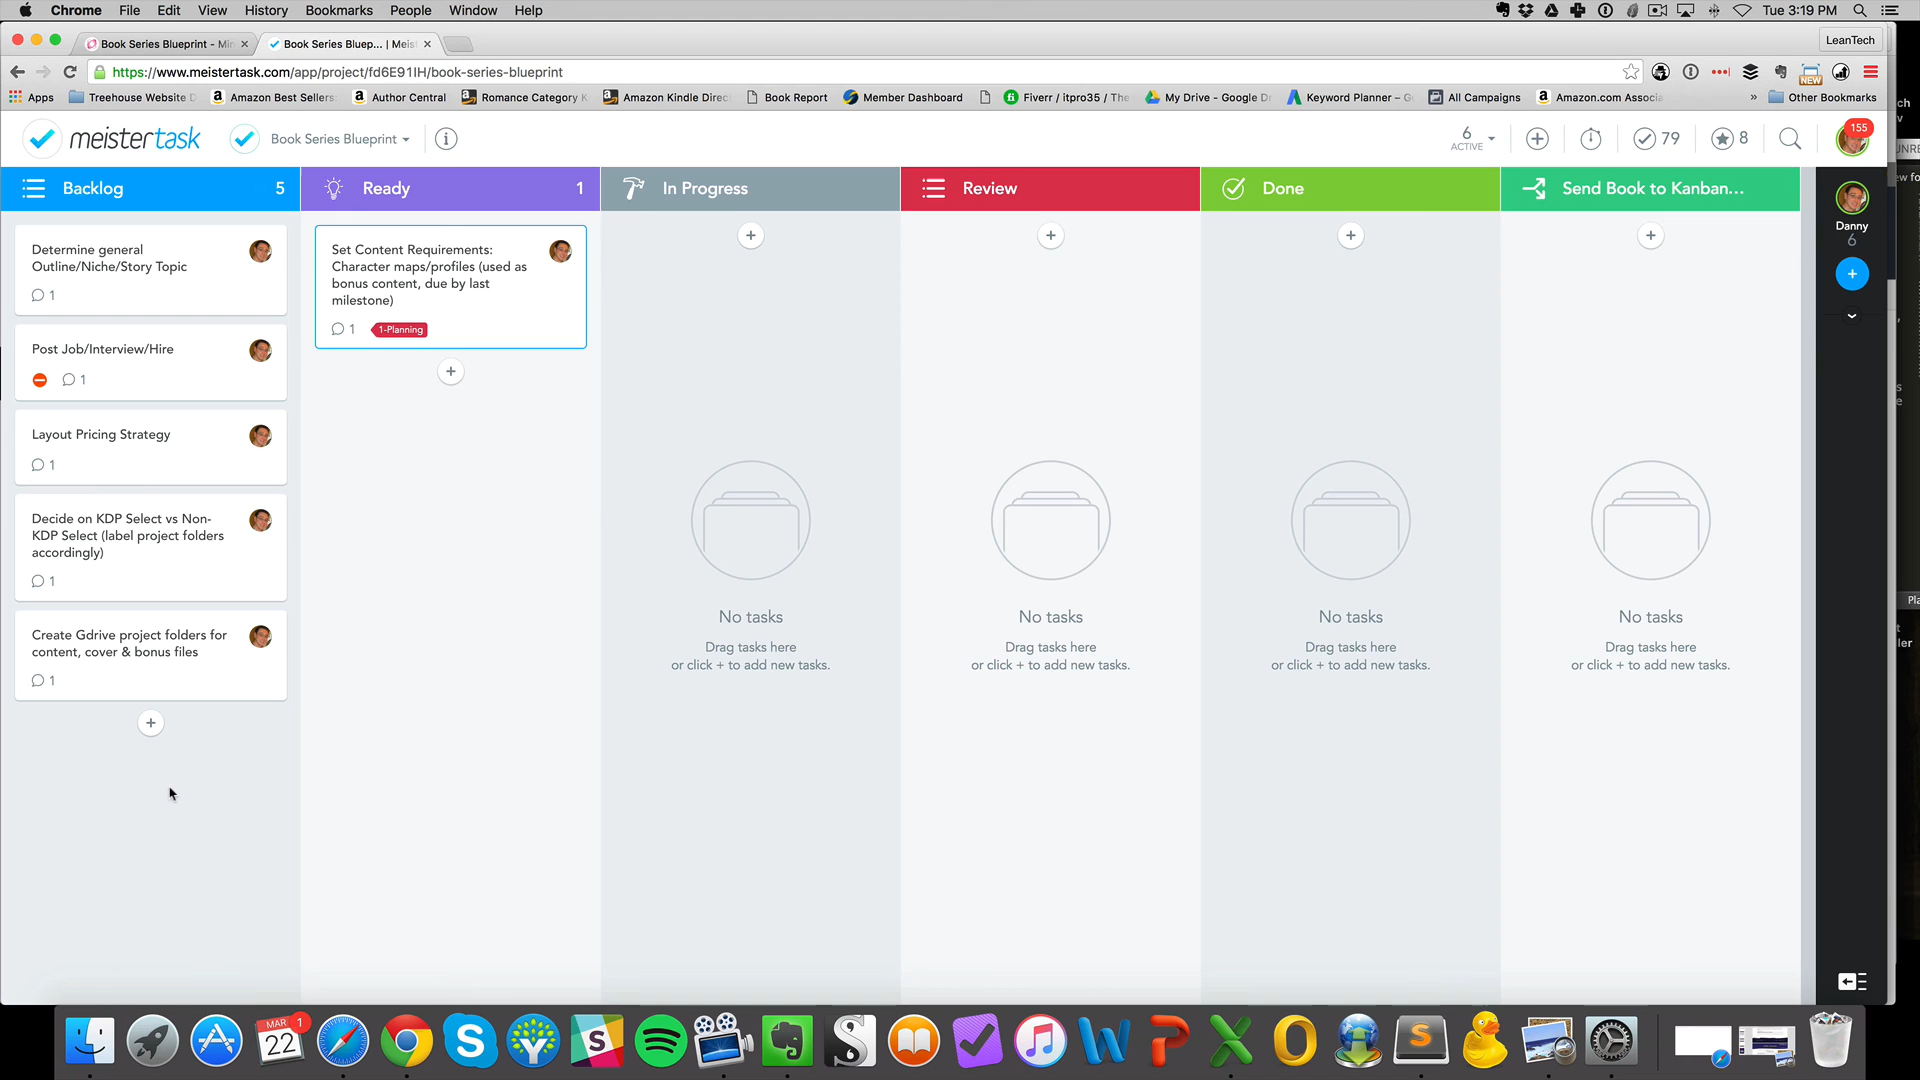 Chrome File Edit View History Bookmarks People Window Help
Tue 3:19 PM
Book Series Blueprint - Min
Book Series Bluep... | Meist
LeanTech
https://www.meistertask.com/app/project/fd6E91IH/book-series-blueprint
NEW
Apps
Treehouse Website D
Amazon Best Sellers:
Author Central
Romance Category K
Amazon Kindle Direc
Book Report
Member Dashboard
Fiverr / itpro35 / The
My Drive - Google Dr
Keyword Planner – G
All Campaigns
Amazon.com Associa
»
Other Bookmarks
meistertask
Book Series Blueprint
6
ACTIVE
79
8
155
Backlog 5
Ready 1
In Progress
Review
Done
Send Book to Kanban...
Determine general
Outline/Niche/Story Topic
1
Post Job/Interview/Hire
1
Layout Pricing Strategy
1
Decide on KDP Select vs Non-
KDP Select (label project folders
accordingly)
1
Create Gdrive project folders for
content, cover & bonus files
1
Set Content Requirements:
Character maps/profiles (used as
bonus content, due by last
milestone)
1
1-Planning
No tasks
Drag tasks here
or click + to add new tasks.
No tasks
Drag tasks here
or click + to add new tasks.
No tasks
Drag tasks here
or click + to add new tasks.
No tasks
Drag tasks here
or click + to add new tasks.
Danny
6
MAR
22
1